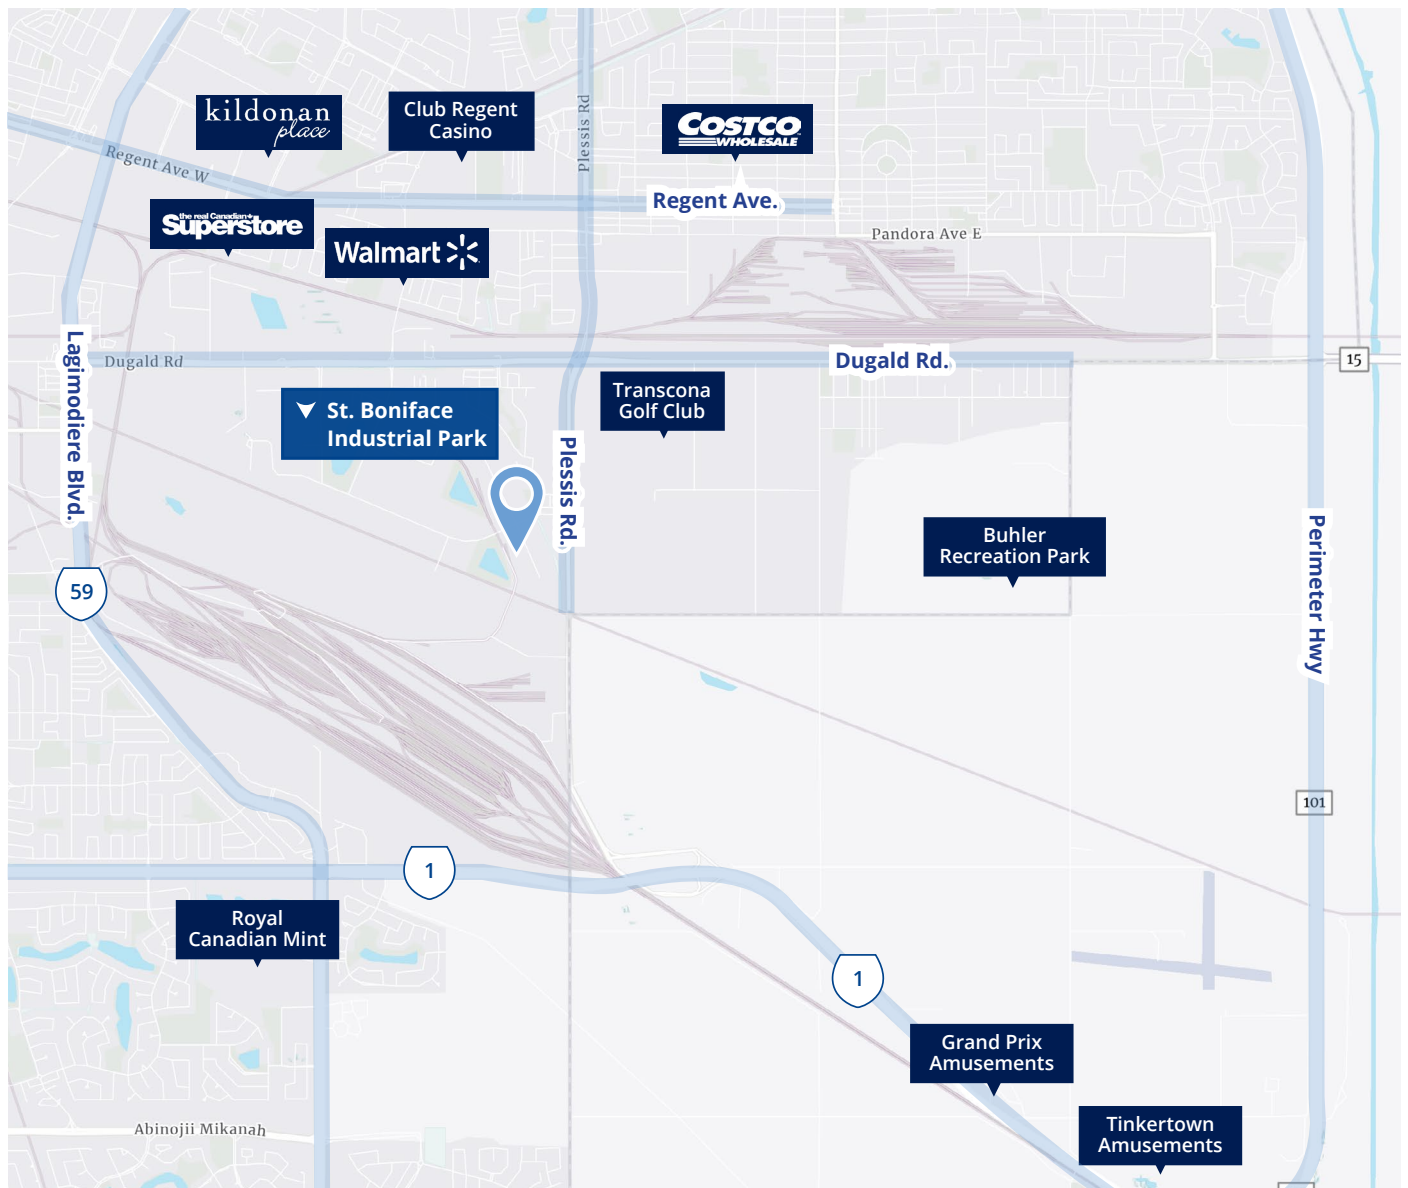 kildonan
place
Club Regent
Casino
Plessis Rd
COSTCO
WHOLESALE
Regent Ave W
Regent Ave.
the real Canadian
Superstore
Walmart
Pandora Ave E
Lagimodiere Blvd.
Dugald Rd
Dugald Rd.
15
St. Boniface
Industrial Park
Transcona
Golf Club
Plessis Rd.
Buhler
Recreation Park
Perimeter Hwy
59
101
1
Royal
Canadian Mint
1
Grand Prix
Amusements
Tinkertown
Amusements
Abinojii Mikanah